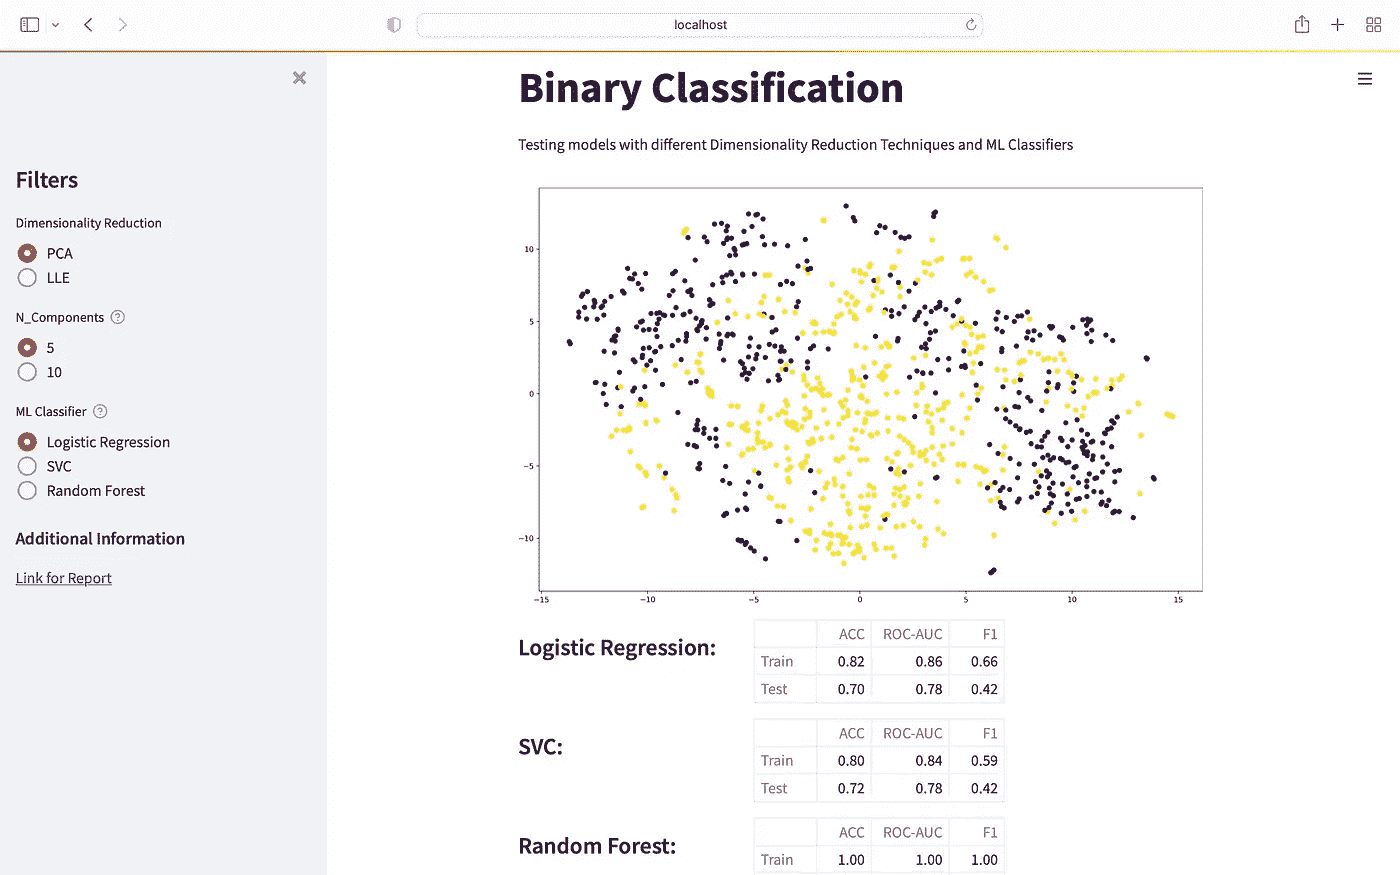 localhost
Filters
Dimensionality Reduction
PCA
LLE
N_Components ?
5
10
ML Classifier ?
Logistic Regression
SVC
Random Forest
Additional Information
Link for Report
Binary Classification
Testing models with different Dimensionality Reduction Techniques and ML Classifiers
10
5
0
−5
−10
−15 −10 −5 0 5 10 15
Logistic Regression:
ACC ROC-AUC F1
Train 0.82 0.86 0.66
Test 0.70 0.78 0.42
SVC:
ACC ROC-AUC F1
Train 0.80 0.84 0.59
Test 0.72 0.78 0.42
Random Forest:
ACC ROC-AUC F1
Train 1.00 1.00 1.00